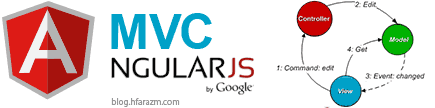 A
MVC
NGULARJS
by Google
blog.hfarazm.com
Controller
2: Edit
Model
4: Get
1: Command: edit
View
3: Event: changed